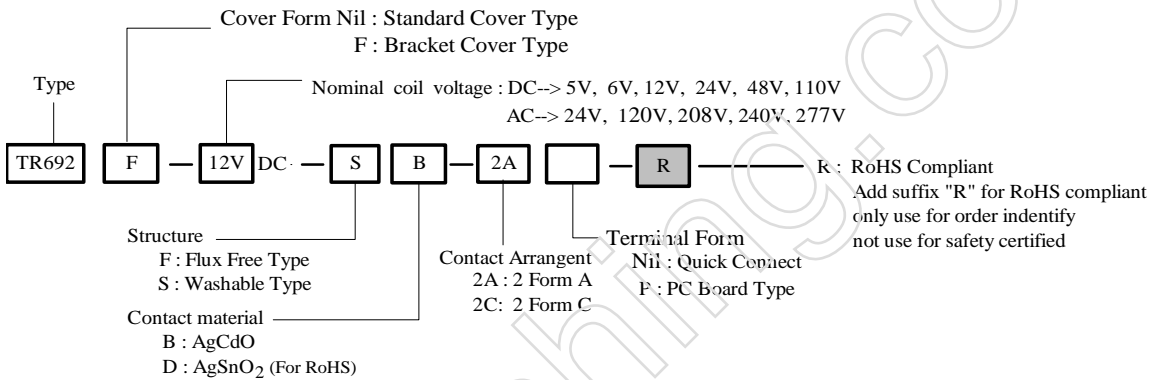 Cover Form Nil : Standard Cover Type
F : Bracket Cover Type
Type
Nominal coil voltage : DC--> 5V, 6V, 12V, 24V, 48V, 110V
AC--> 24V, 120V, 208V, 240V, 277V
TR692 F 12V DC S B 2A R R : RoHS Compliant
Add suffix "R" for RoHS compliant
only use for order indentify
not use for safety certified
Structure
F : Flux Free Type
S : Washable Type
Contact Arrangent
2A : 2 Form A
2C: 2 Form C
Terminal Form
Nil : Quick Connect
P : PC Board Type
Contact material
B : AgCdO
D : AgSnO2 (For RoHS)